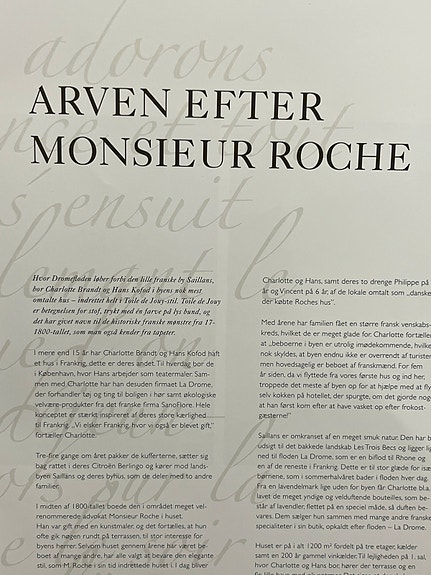 adorons
ARVEN EFTER
MONSIEUR ROCHE
s'ensuit
Hvor Dromefloden løber forbi den lille franske by Saillans,
bor Charlotte Brandt og Hans Kofod i byens nok mest
omtalte hus – indrettet helt i Toile de Jouy-stil. Toile de Jouy
er betegnelsen for stof, trykt med én farve på lys bund, og
det har givet navn til de historiske franske mønstre fra 17-
1800-tallet, som man også kender fra tapeter.
I mere end 15 år har Charlotte Brandt og Hans Kofod haft
et hus i Frankrig, dette er deres andet. Til hverdag bor de
i København, hvor Hans arbejder som teatermaler. Sam-
men med Charlotte har han desuden firmaet La Drome,
der forhandler tøj og ting til boligen i hør samt økologiske
velvære-produkter fra det franske firma Sanoflore. Hele
konceptet er stærkt inspireret af deres store kærlighed
til Frankrig. „Vi elsker Frankrig, hvor vi også er blevet gift,"
fortæller Charlotte.
Tre-fire gange om året pakker de kufferterne, sætter sig
bag rattet i deres Citroën Berlingo og kører mod lands-
byen Saillans og deres byhus, som de deler med to andre
familier.
I midten af 1800-tallet boede den i området meget vel-
renommerede advokat Monsieur Roche i huset.
Han var gift med en kunstmaler, og det fortælles, at hun
ofte gik nøgen rundt på terrassen, til stor interesse for
byens herrer. Selvom huset gennem årene har været be-
boet af mange andre, har alle valgt at bevare den elegante
stil, som M. Roche i sin tid indrettede huset i. I dag bliver
Charlotte og Hans, samt deres to drenge Philippe på
år og Vincent på 6 år, af de lokale omtalt som „danske
der købte Roches hus".
Med årene har familien fået en større fransk venskabs-
kreds, hvilket de er meget glade for. Charlotte fortæller
at „beboerne i byen er utrolig imødekommende, hvilke
nok skyldes, at byen endnu ikke er overrendt af turister
men hovedsagelig er beboet af franskmænd. For fem
år siden, da vi flyttede fra vores første hus og ind her,
troppede det meste af byen op for at hjælpe med at fly
selv kokken på hotellet, der spurgte, om det gjorde nog
at han først kom efter at have vasket op efter frokost-
gæsterne!"
Saillans er omkranset af en meget smuk natur. Den har b
udsigt til det bakkede landskab Les Trois Becs og ligger lig
ned til floden La Drome, som er en biflod til Rhone og
en af de reneste i Frankrig. Dette er til stor glæde for isæ
børnene, som i sommerhalvåret bader i floden hver dag.
Fra en lavendelmark lige uden for byen får Charlotte bl.a.
lavet de meget yndige og velduftende bouteilles, som be-
står af lavendler, flettet på en speciel måde, så duften be-
vares. Dem sælger hun sammen med mange andre franske
specialiteter i sin butik, opkaldt efter floden – La Drome.
Huset er på i alt 1200 m² fordelt på tre etager, kælder
samt en 200 år gammel vinkælder. Til lejligheden på 1. sal,
hvor Charlotte og Hans bor, hører der terrasse og en